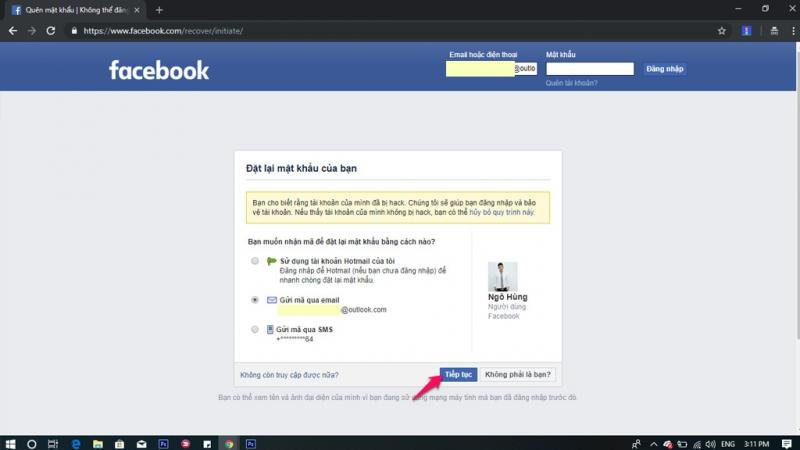 Quên mật khẩu | Không thể đăng
https://www.facebook.com/recover/initiate/
facebook
Email hoặc điện thoại
Mật khẩu
@outlo
Đăng nhập
Quên tài khoản?
Đặt lại mật khẩu của bạn
Bạn cho biết rằng tài khoản của mình đã bị hack. Chúng tôi sẽ giúp bạn đăng nhập và bảo
vệ tài khoản. Nếu thấy tài khoản của mình không bị hack, bạn có thể hủy bỏ quy trình này.
Bạn muốn nhận mã để đặt lại mật khẩu bằng cách nào?
Sử dụng tài khoản Hotmail của tôi
Đăng nhập để Hotmail (nếu bạn chưa đăng nhập) để
nhanh chóng đặt lại mật khẩu.
Gửi mã qua email
@outlook.com
Gửi mã qua SMS
+*********84
Ngô Hùng
Người dùng
Facebook
Không còn truy cập được nữa?
Tiếp tục
Không phải là bạn?
Bạn có thể xem tên và ảnh đại diện của mình vì bạn đang sử dụng mạng máy tính mà bạn đã đăng nhập trước đó.
ENG
3:11 PM